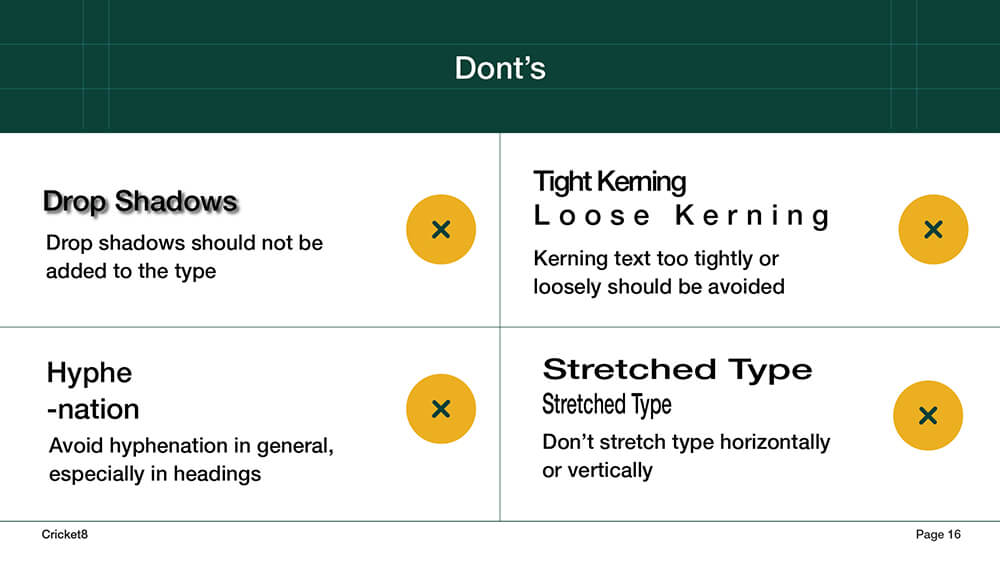 Dont’s
Drop Shadows
Drop shadows should not be
added to the type
Tight Kerning
Loose Kerning
Kerning text too tightly or
loosely should be avoided
Hyphe
-nation
Avoid hyphenation in general,
especially in headings
Stretched Type
Stretched Type
Don’t stretch type horizontally
or vertically
Cricket8
Page 16